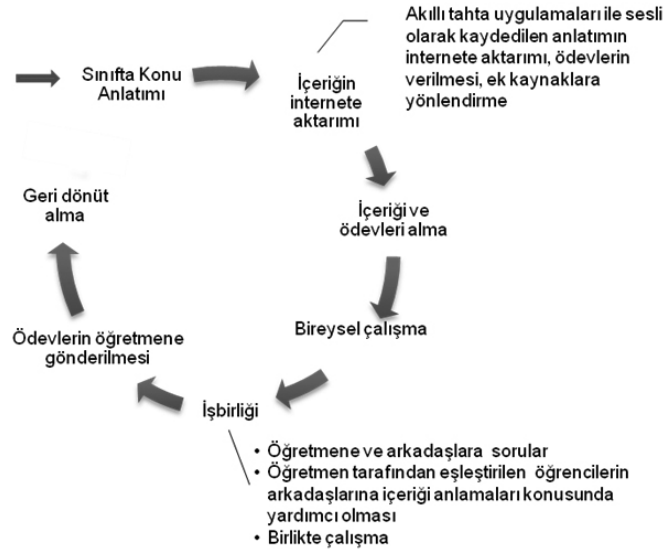 Sınıfta Konu
Anlatımı
İçeriğin
internete
aktarımı
Akıllı tahta uygulamaları ile sesli
olarak kaydedilen anlatımın
internete aktarımı, ödevlerin
verilmesi, ek kaynaklara
yönlendirme
İçeriği ve
ödevleri alma
Bireysel çalışma
İşbirliği
• Öğretmene ve arkadaşlara sorular
• Öğretmen tarafından eşleştirilen öğrencilerin
arkadaşlarına içeriği anlamaları konusunda
yardımcı olması
• Birlikte çalışma
Ödevlerin öğretmene
gönderilmesi
Geri dönüt
alma